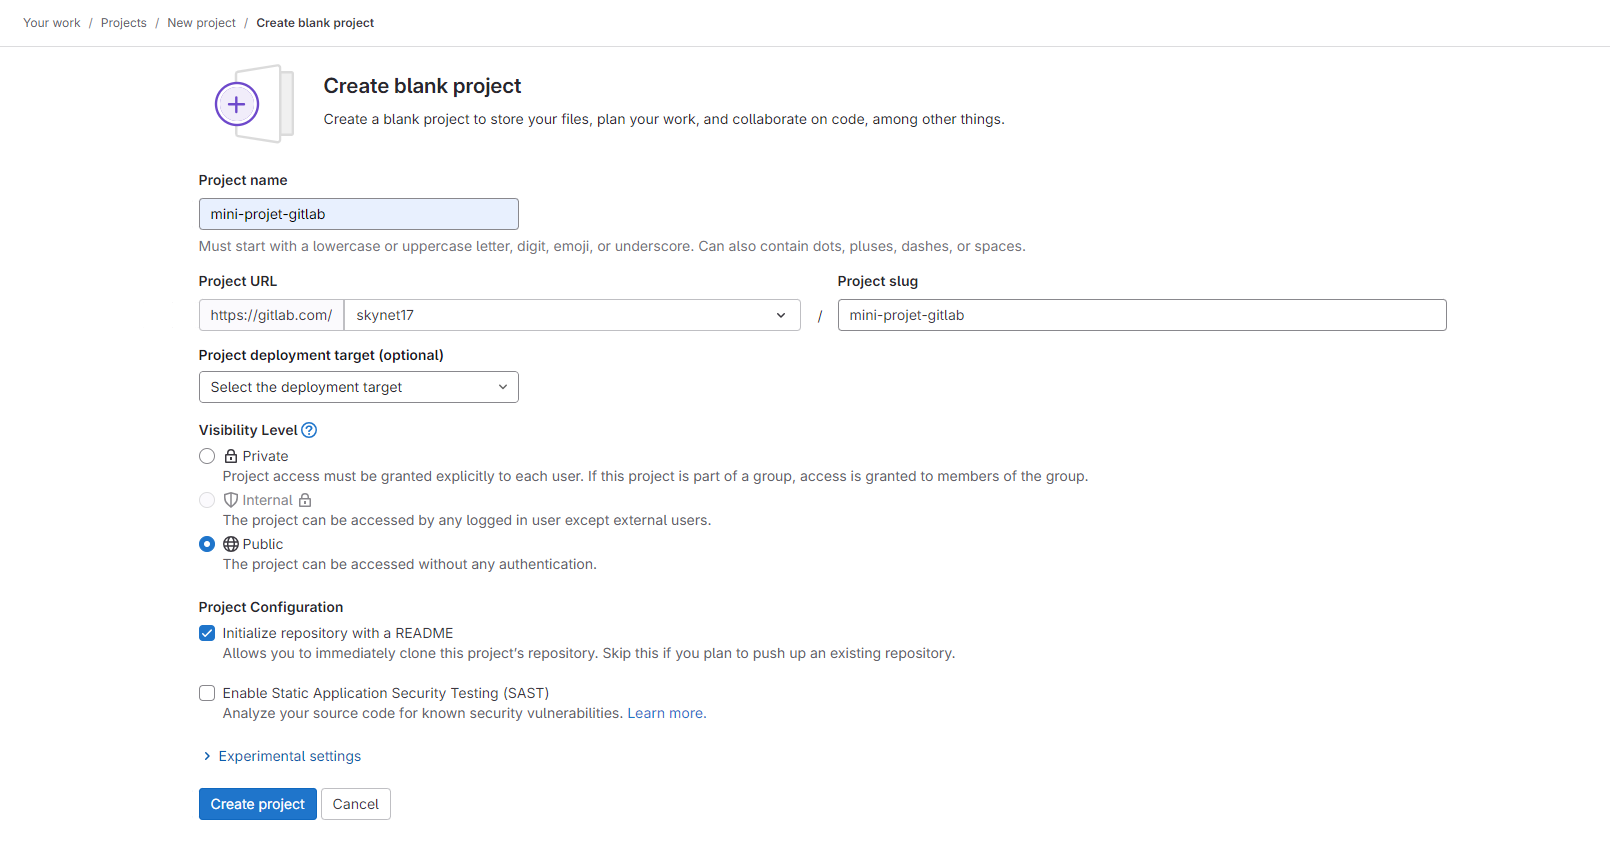 Your work / Projects / New project / Create blank project
Create blank project
Create a blank project to store your files, plan your work, and collaborate on code, among other things.
Project name
mini-projet-gitlab
Must start with a lowercase or uppercase letter, digit, emoji, or underscore. Can also contain dots, pluses, dashes, or spaces.
Project URL
Project slug
https://gitlab.com/ skynet17 / mini-projet-gitlab
Project deployment target (optional)
Select the deployment target
Visibility Level
Private
Project access must be granted explicitly to each user. If this project is part of a group, access is granted to members of the group.
Internal
The project can be accessed by any logged in user except external users.
Public
The project can be accessed without any authentication.
Project Configuration
Initialize repository with a README
Allows you to immediately clone this project's repository. Skip this if you plan to push up an existing repository.
Enable Static Application Security Testing (SAST)
Analyze your source code for known security vulnerabilities. Learn more.
Experimental settings
Create project Cancel